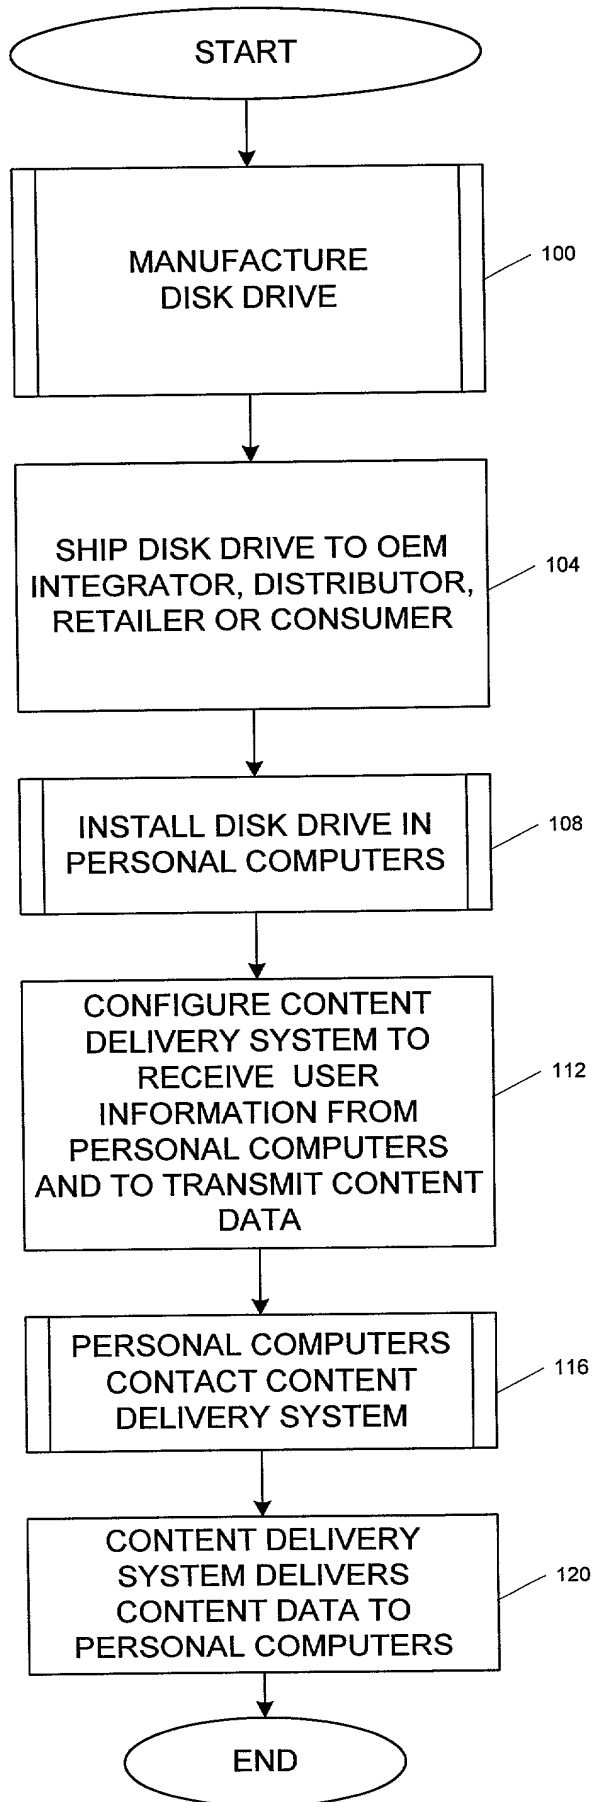 START
MANUFACTURE
DISK DRIVE
100
SHIP DISK DRIVE TO OEM
INTEGRATOR, DISTRIBUTOR,
RETAILER OR CONSUMER
104
INSTALL DISK DRIVE IN
PERSONAL COMPUTERS
108
CONFIGURE CONTENT
DELIVERY SYSTEM TO
RECEIVE USER
INFORMATION FROM
PERSONAL COMPUTERS
AND TO TRANSMIT CONTENT
DATA
112
PERSONAL COMPUTERS
CONTACT CONTENT
DELIVERY SYSTEM
116
CONTENT DELIVERY
SYSTEM DELIVERS
CONTENT DATA TO
PERSONAL COMPUTERS
120
END